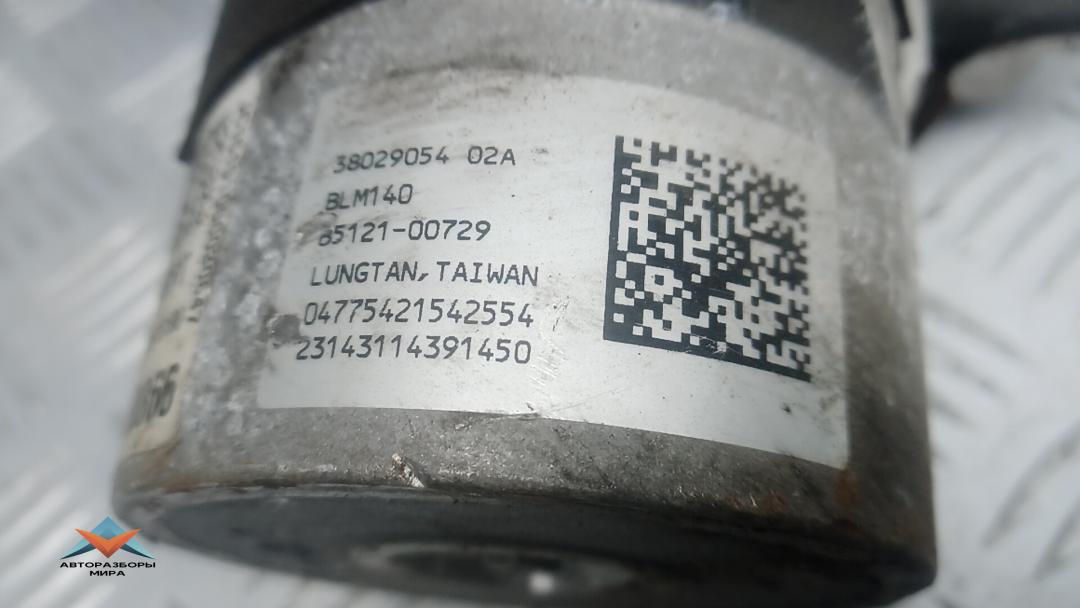 38029054 02A
BLM140
85121-00729
LUNGTAN, TAIWAN
04775421542554
23143114391450
АВТОРАЗБОРЫ
МИРА